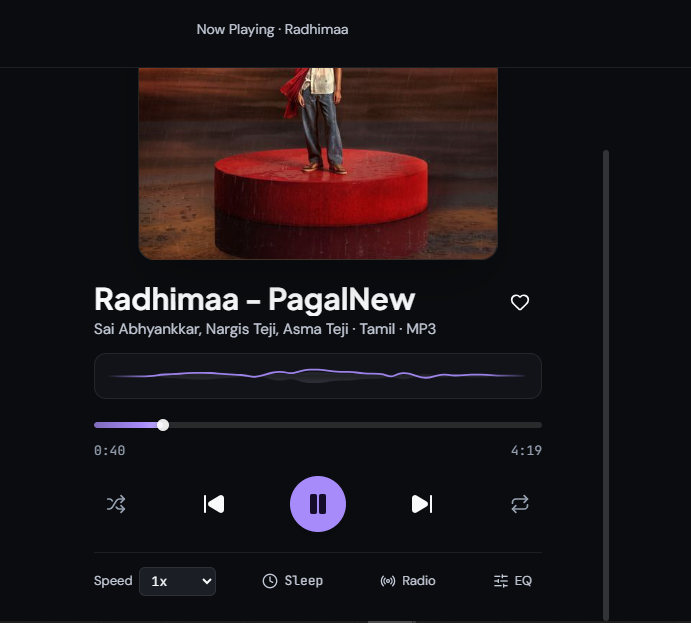 Now Playing · Radhimaa
Radhimaa – PagalNew
Sai Abhyankkar, Nargis Teji, Asma Teji · Tamil · MP3
0:40 4:19
Speed 1x Sleep Radio EQ